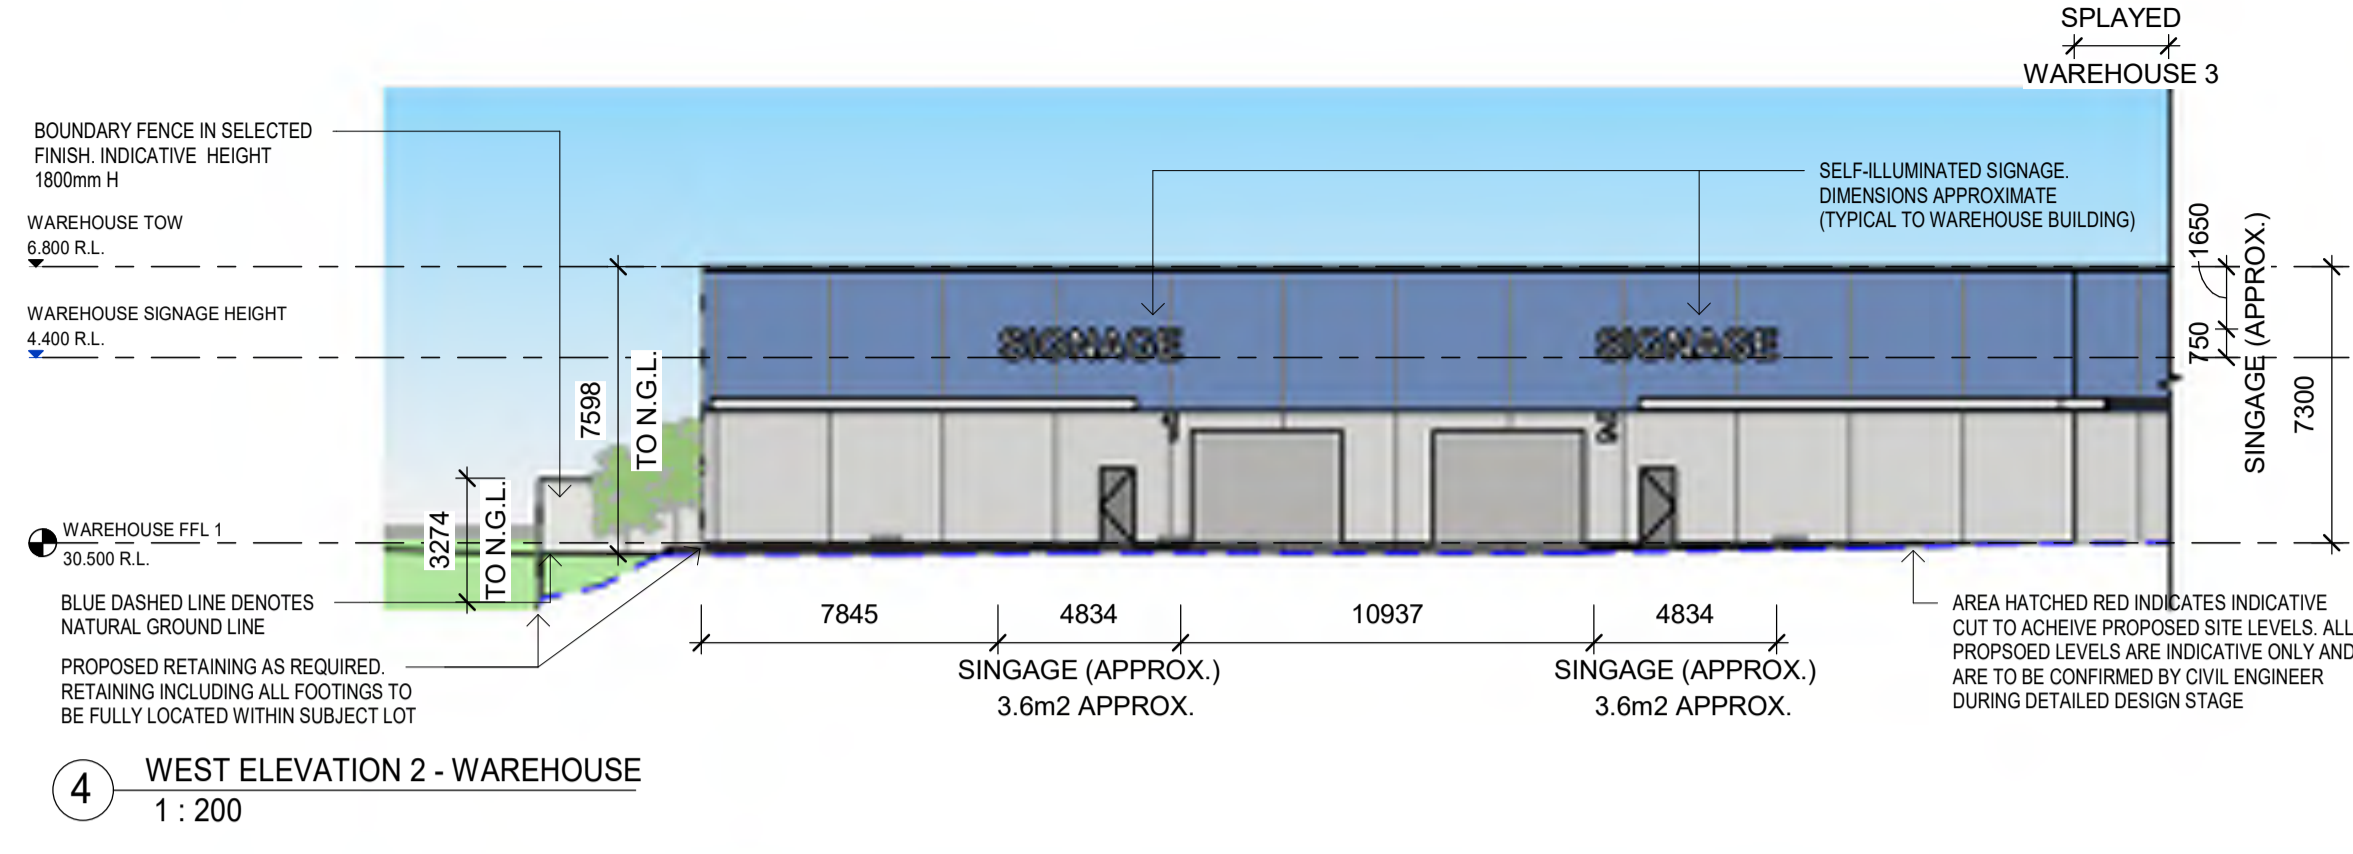 SPLAYED
WAREHOUSE 3
BOUNDARY FENCE IN SELECTED
FINISH. INDICATIVE HEIGHT
1800mm H
WAREHOUSE TOW
6.800 R.L.
WAREHOUSE SIGNAGE HEIGHT
4.400 R.L.
SELF-ILLUMINATED SIGNAGE.
DIMENSIONS APPROXIMATE
(TYPICAL TO WAREHOUSE BUILDING)
SIGNAGE
SIGNAGE
1650
750
SINGAGE (APPROX.)
7300
7598
TO N.G.L.
3274
TO N.G.L.
WAREHOUSE FFL 1
30.500 R.L.
BLUE DASHED LINE DENOTES
NATURAL GROUND LINE
PROPOSED RETAINING AS REQUIRED.
RETAINING INCLUDING ALL FOOTINGS TO
BE FULLY LOCATED WITHIN SUBJECT LOT
7845
4834
10937
4834
SINGAGE (APPROX.)
3.6m2 APPROX.
SINGAGE (APPROX.)
3.6m2 APPROX.
AREA HATCHED RED INDICATES INDICATIVE
CUT TO ACHEIVE PROPOSED SITE LEVELS. ALL
PROPSOED LEVELS ARE INDICATIVE ONLY AND
ARE TO BE CONFIRMED BY CIVIL ENGINEER
DURING DETAILED DESIGN STAGE
4
WEST ELEVATION 2 - WAREHOUSE
1 : 200